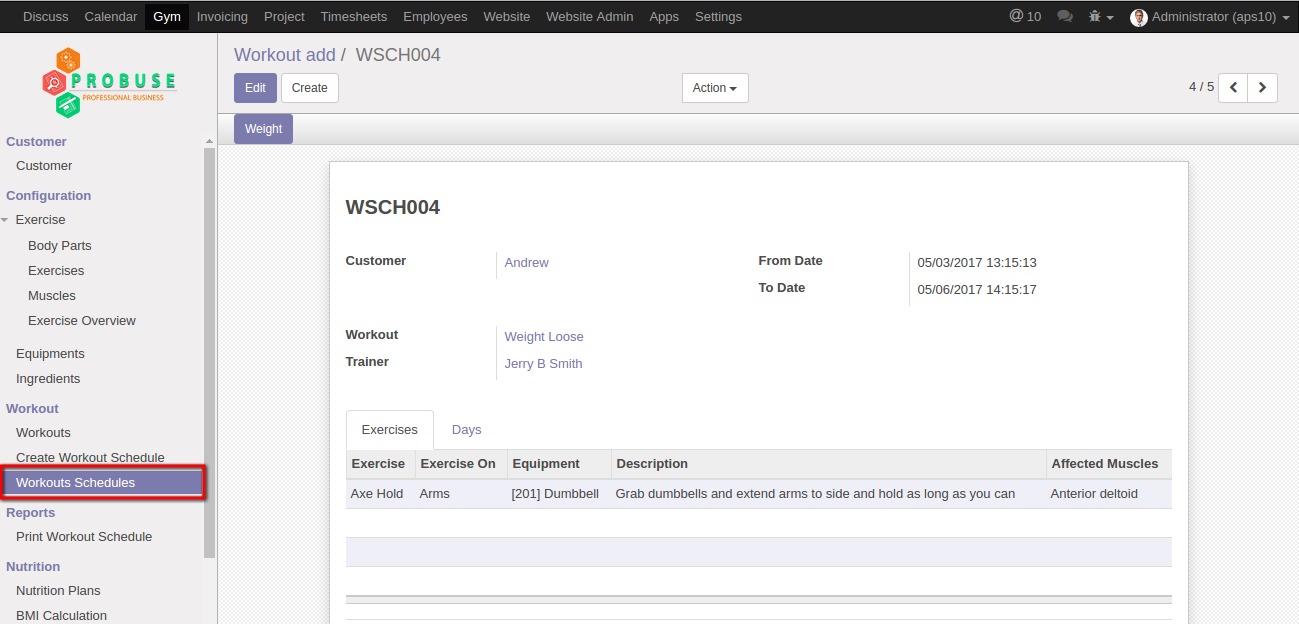 Discuss Calendar Gym Invoicing Project Timesheets Employees Website Website Admin Apps Settings @ 10 Administrator (aps10)
PROBUSE
PROFESSIONAL BUSINESS
Workout add / WSCH004
Edit Create Action 4 / 5
Weight
Customer
Customer
Configuration
Exercise
Body Parts
Exercises
Muscles
Exercise Overview
Equipments
Ingredients
Workout
Workouts
Create Workout Schedule
Workouts Schedules
Reports
Print Workout Schedule
Nutrition
Nutrition Plans
BMI Calculation
WSCH004
Customer Andrew From Date 05/03/2017 13:15:13
To Date 05/06/2017 14:15:17
Workout Weight Loose
Trainer Jerry B Smith
Exercises Days
Exercise Exercise On Equipment Description Affected Muscles
Axe Hold Arms [201] Dumbbell Grab dumbbells and extend arms to side and hold as long as you can Anterior deltoid